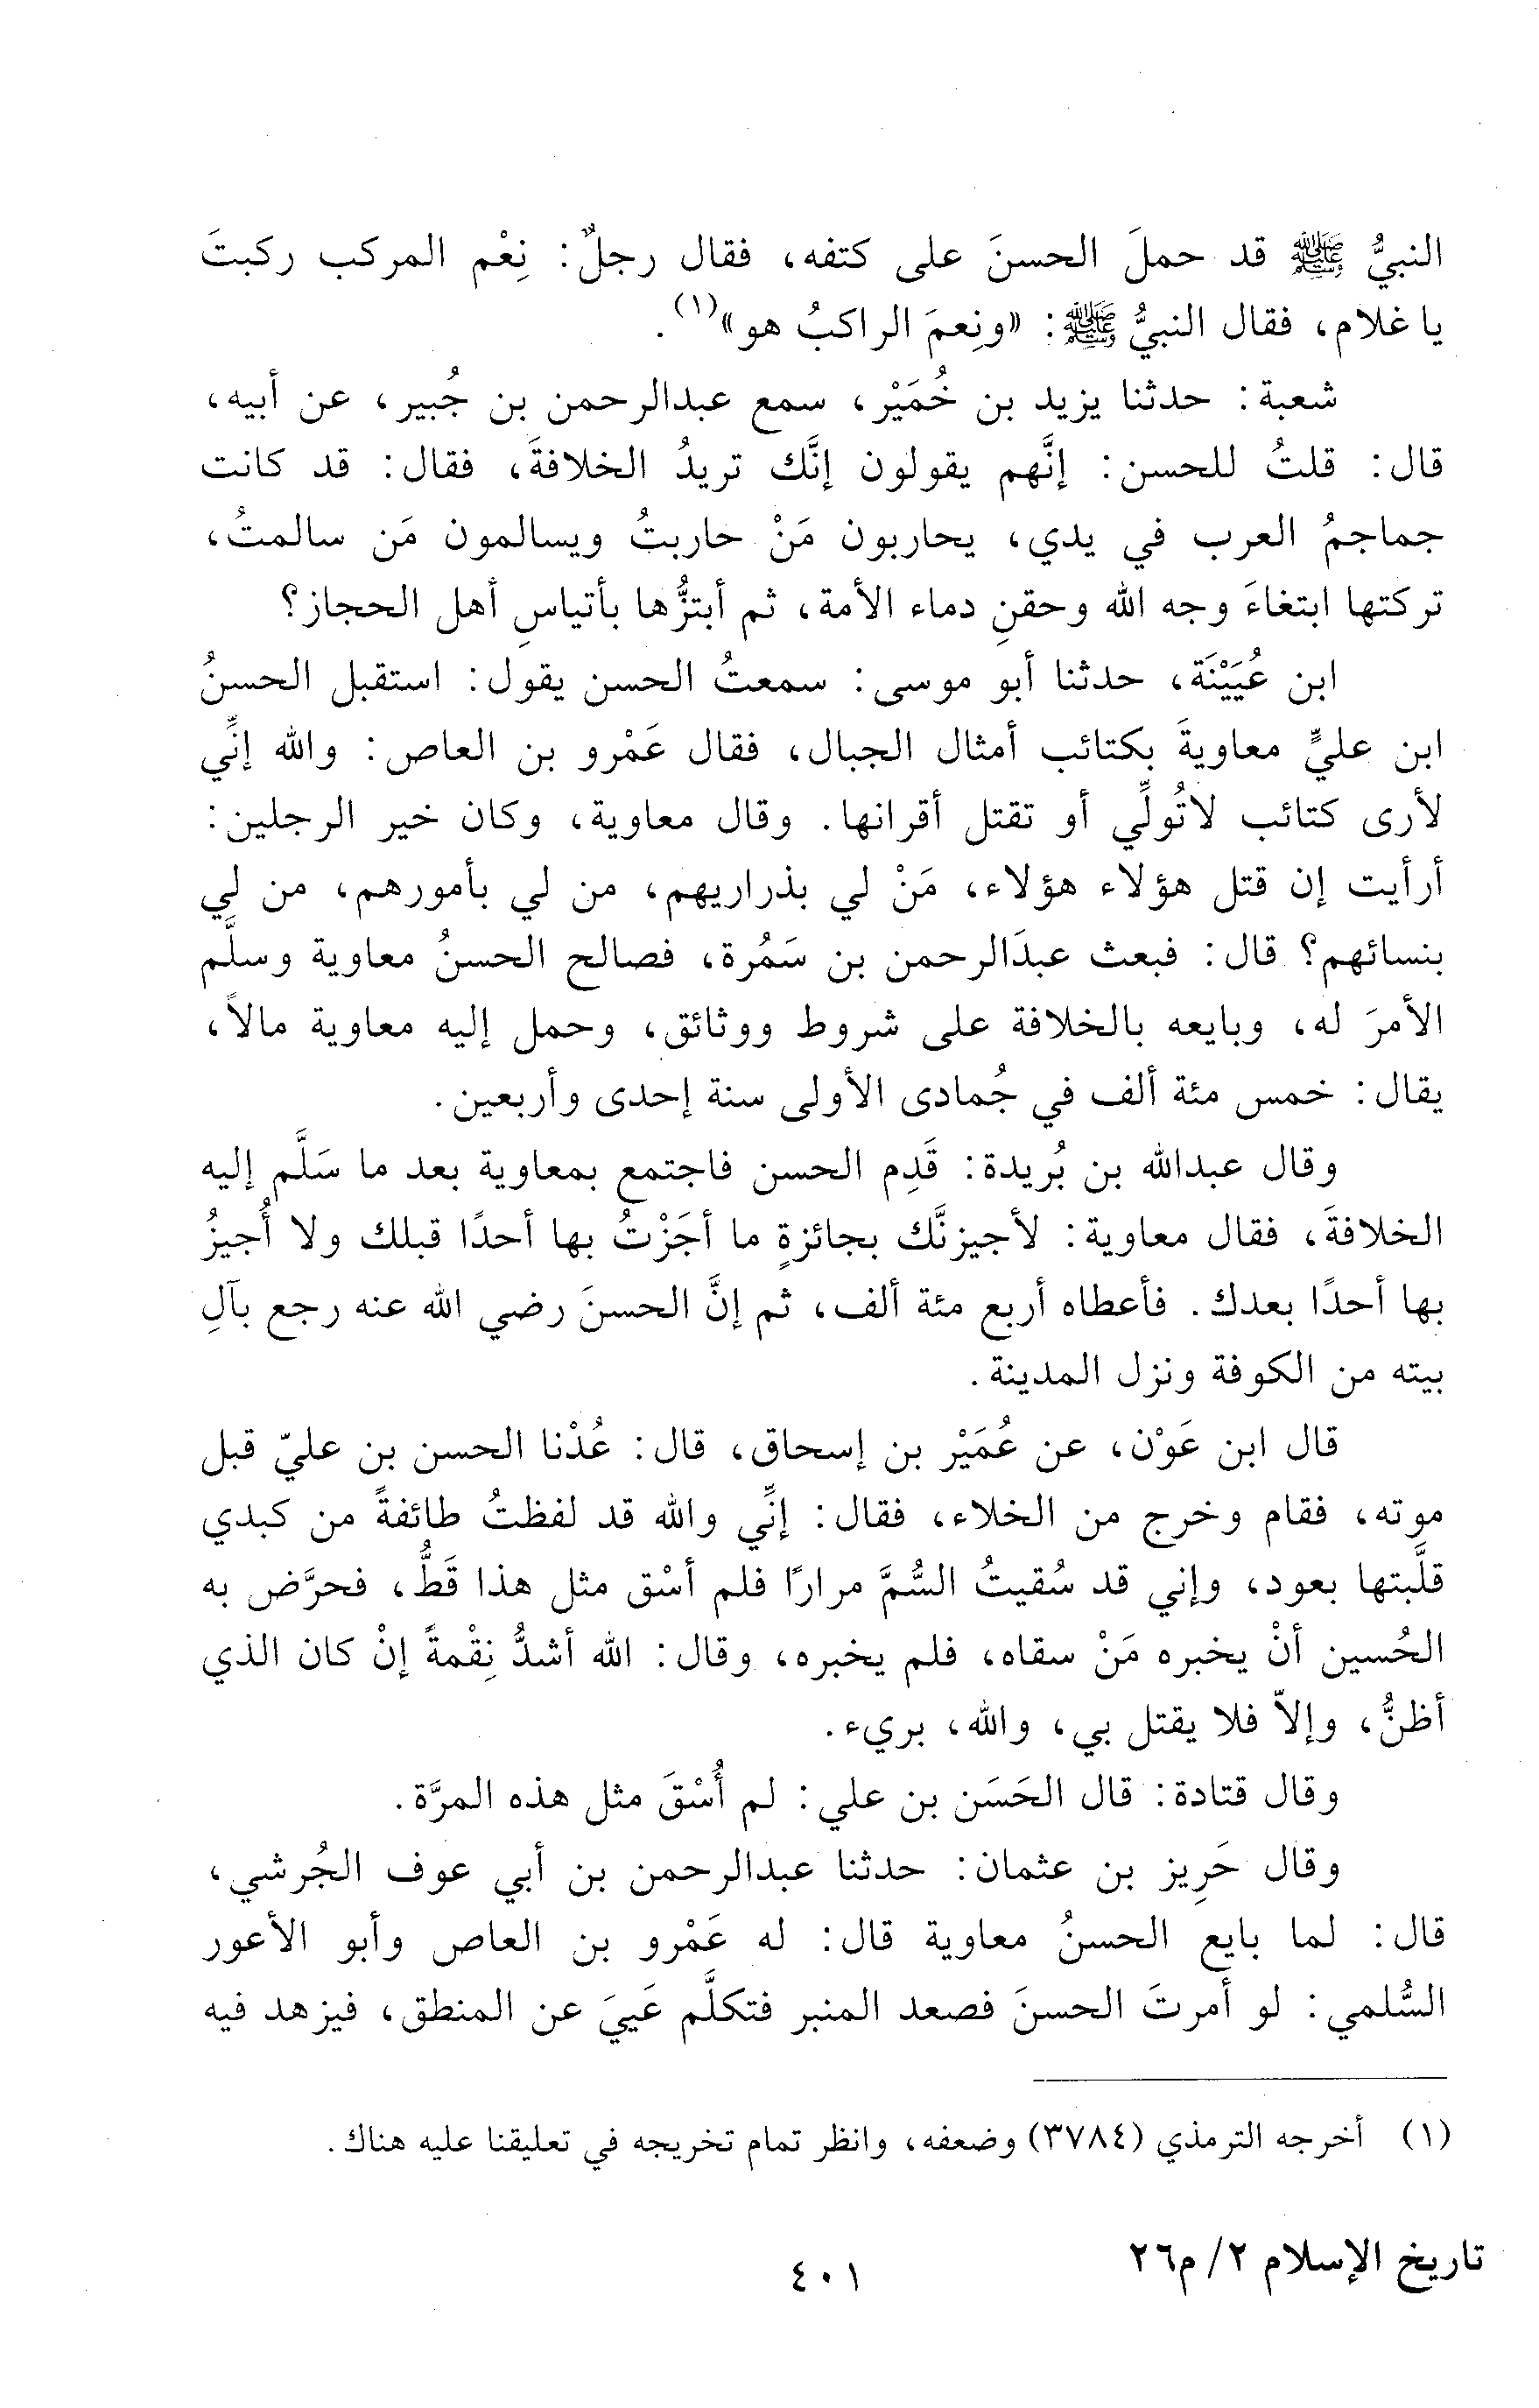 النبيُّ ﷺ قد حملَ الحسنَ على كتفه، فقال رجلٌ: نِعْم المركب ركبتَ
يا غلام، فقال النبيُّ ﷺ: «ونِعمَ الراكبُ هو»(١).
شعبة: حدثنا يزيد بن خُمَيْر، سمع عبدالرحمن بن جُبير، عن أبيه،
قال: قلتُ للحسن: إنَّهم يقولون إنَّك تريدُ الخلافةَ، فقال: قد كانت
جماجمُ العرب في يدي، يحاربون مَنْ حاربتُ ويسالمون مَن سالمتُ،
تركتها ابتغاءَ وجه الله وحقنِ دماء الأمة، ثم أبتزُّها بأتياسِ أهل الحجاز؟
ابن عُيَيْنَة، حدثنا أبو موسى: سمعتُ الحسن يقول: استقبل الحسنُ
ابن عليٍّ معاويةَ بكتائب أمثال الجبال، فقال عَمْرو بن العاص: والله إنِّي
لأرى كتائب لاتُولِّي أو تقتل أقرانها. وقال معاوية، وكان خير الرجلين:
أرأيت إن قتل هؤلاء هؤلاء، مَنْ لي بذراريهم، من لي بأمورهم، من لي
بنسائهم؟ قال: فبعث عبدَالرحمن بن سَمُرة، فصالح الحسنُ معاوية وسلَّم
الأمرَ له، وبايعه بالخلافة على شروط ووثائق، وحمل إليه معاوية مالاً،
يقال: خمس مئة ألف في جُمادى الأولى سنة إحدى وأربعين.
وقال عبدالله بن بُريدة: قَدِم الحسن فاجتمع بمعاوية بعد ما سَلَّم إليه
الخلافةَ، فقال معاوية: لأجيزنَّك بجائزةٍ ما أجَزْتُ بها أحدًا قبلك ولا أُجيزُ
بها أحدًا بعدك. فأعطاه أربع مئة ألف، ثم إنَّ الحسنَ رضي الله عنه رجع بآلِ
بيته من الكوفة ونزل المدينة.
قال ابن عَوْن، عن عُمَيْر بن إسحاق، قال: عُدْنا الحسن بن عليّ قبل
موته، فقام وخرج من الخلاء، فقال: إنِّي والله قد لفظتُ طائفةً من كبدي
قلَّبتها بعود، وإني قد سُقيتُ السُّمَّ مرارًا فلم أسْق مثل هذا قَطُّ، فحرَّض به
الحُسين أنْ يخبره مَنْ سقاه، فلم يخبره، وقال: الله أشدُّ نِقْمةً إنْ كان الذي
أظنُّ، وإلاّ فلا يقتل بي، والله، بريء.
وقال قتادة: قال الحَسَن بن علي: لم أُسْقَ مثل هذه المرَّة.
وقال حَرِيز بن عثمان: حدثنا عبدالرحمن بن أبي عوف الجُرشي،
قال: لما بايع الحسنُ معاوية قال: له عَمْرو بن العاص وأبو الأعور
السُّلمي: لو أمرتَ الحسنَ فصعد المنبر فتكلَّم عَييَ عن المنطق، فيزهد فيه
(١) أخرجه الترمذي (٣٧٨٤) وضعفه، وانظر تمام تخريجه في تعليقنا عليه هناك.
تاريخ الإسلام ٢/ م٢٦
٤٠١